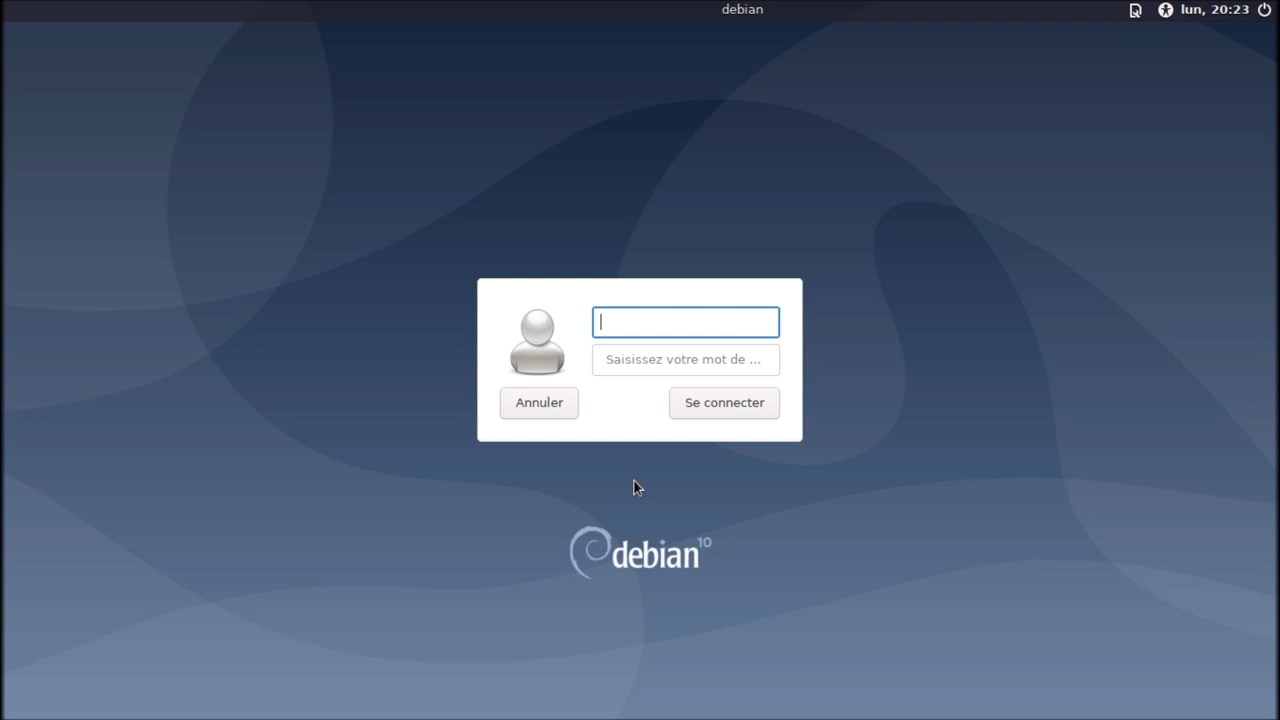 debian
lun, 20:23
Saisissez votre mot de ...
Annuler
Se connecter
debian 10